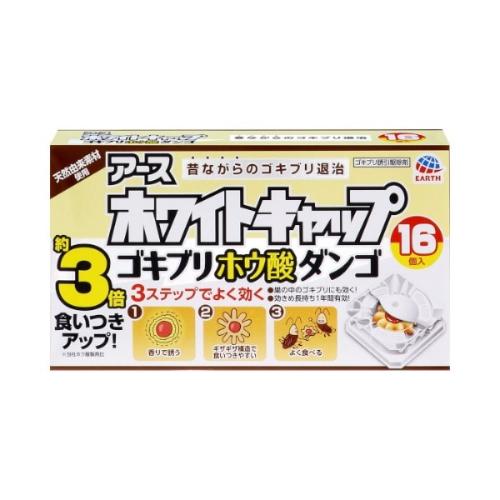 16
天然由来素材
使用
アース
昔ながらのゴキブリ退治
ゴキブリ誘引駆除剤
EARTH
ホワイトキャップ
16
個入
約3倍
食いつき
アップ!
ゴキブリホウ酸ダンゴ
3ステップでよく効く
●巣の中のゴキブリにも効く!
●効きめ長持ち1年間有効!
1
香りで誘う
2
ギザギザ構造で
食いつきやすい
3
よく食べる